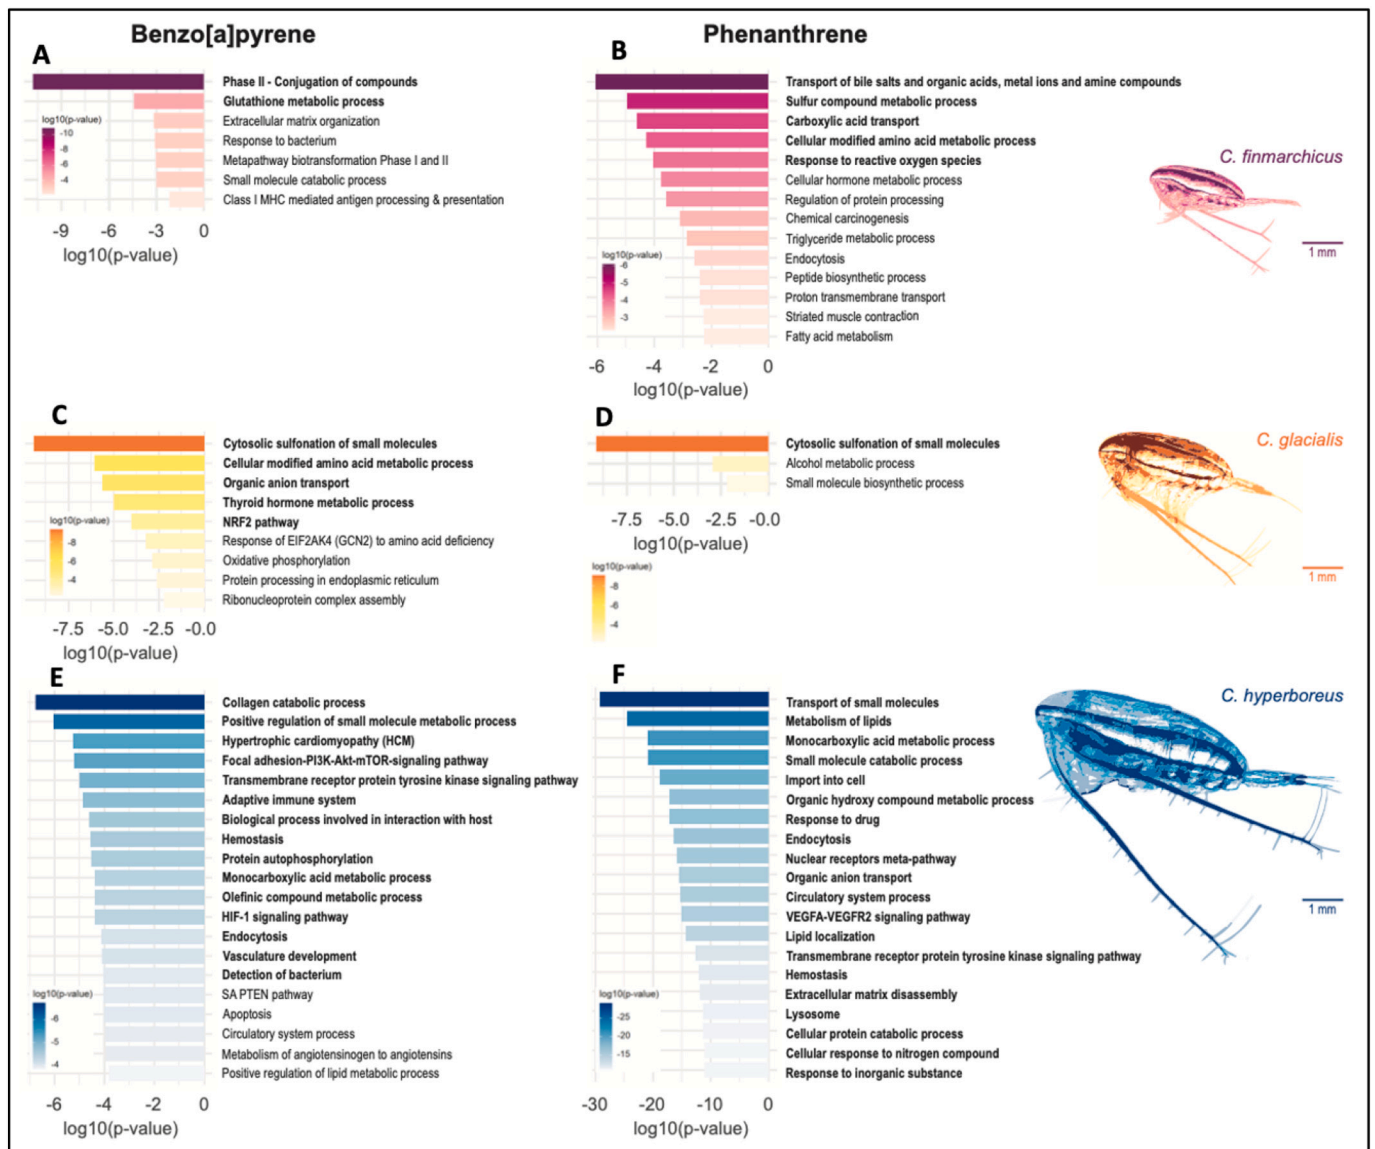 Benzo[a]pyrene
Phenanthrene
A
Phase II - Conjugation of compounds
Glutathione metabolic process
Extracellular matrix organization
Response to bacterium
Metapathway biotransformation Phase I and II
Small molecule catabolic process
Class I MHC mediated antigen processing & presentation
log10(p-value)
-10
-8
-6
-4
-9 -6 -3 0
log10(p-value)
B
Transport of bile salts and organic acids, metal ions and amine compounds
Sulfur compound metabolic process
Carboxylic acid transport
Cellular modified amino acid metabolic process
Response to reactive oxygen species
Cellular hormone metabolic process
Regulation of protein processing
Chemical carcinogenesis
Triglyceride metabolic process
Endocytosis
Peptide biosynthetic process
Proton transmembrane transport
Striated muscle contraction
Fatty acid metabolism
log10(p-value)
-6
-5
-4
-3
-6 -4 -2 0
log10(p-value)
C. finmarchicus
1 mm
C
Cytosolic sulfonation of small molecules
Cellular modified amino acid metabolic process
Organic anion transport
Thyroid hormone metabolic process
NRF2 pathway
Response of EIF2AK4 (GCN2) to amino acid deficiency
Oxidative phosphorylation
Protein processing in endoplasmic reticulum
Ribonucleoprotein complex assembly
log10(p-value)
-8
-6
-4
-7.5 -5.0 -2.5 -0.0
log10(p-value)
D
Cytosolic sulfonation of small molecules
Alcohol metabolic process
Small molecule biosynthetic process
-7.5 -5.0 -2.5 -0.0
log10(p-value)
log10(p-value)
-8
-6
-4
C. glacialis
1 mm
E
Collagen catabolic process
Positive regulation of small molecule metabolic process
Hypertrophic cardiomyopathy (HCM)
Focal adhesion-PI3K-Akt-mTOR-signaling pathway
Transmembrane receptor protein tyrosine kinase signaling pathway
Adaptive immune system
Biological process involved in interaction with host
Hemostasis
Protein autophosphorylation
Monocarboxylic acid metabolic process
Olefinic compound metabolic process
HIF-1 signaling pathway
Endocytosis
Vasculature development
Detection of bacterium
SA PTEN pathway
Apoptosis
Circulatory system process
Metabolism of angiotensinogen to angiotensins
Positive regulation of lipid metabolic process
log10(p-value)
-6
-5
-4
-6 -4 -2 0
log10(p-value)
F
Transport of small molecules
Metabolism of lipids
Monocarboxylic acid metabolic process
Small molecule catabolic process
Import into cell
Organic hydroxy compound metabolic process
Response to drug
Endocytosis
Nuclear receptors meta-pathway
Organic anion transport
Circulatory system process
VEGFA-VEGFR2 signaling pathway
Lipid localization
Transmembrane receptor protein tyrosine kinase signaling pathway
Hemostasis
Extracellular matrix disassembly
Lysosome
Cellular protein catabolic process
Cellular response to nitrogen compound
Response to inorganic substance
log10(p-value)
-25
-20
-15
-30 -20 -10 0
log10(p-value)
C. hyperboreus
1 mm